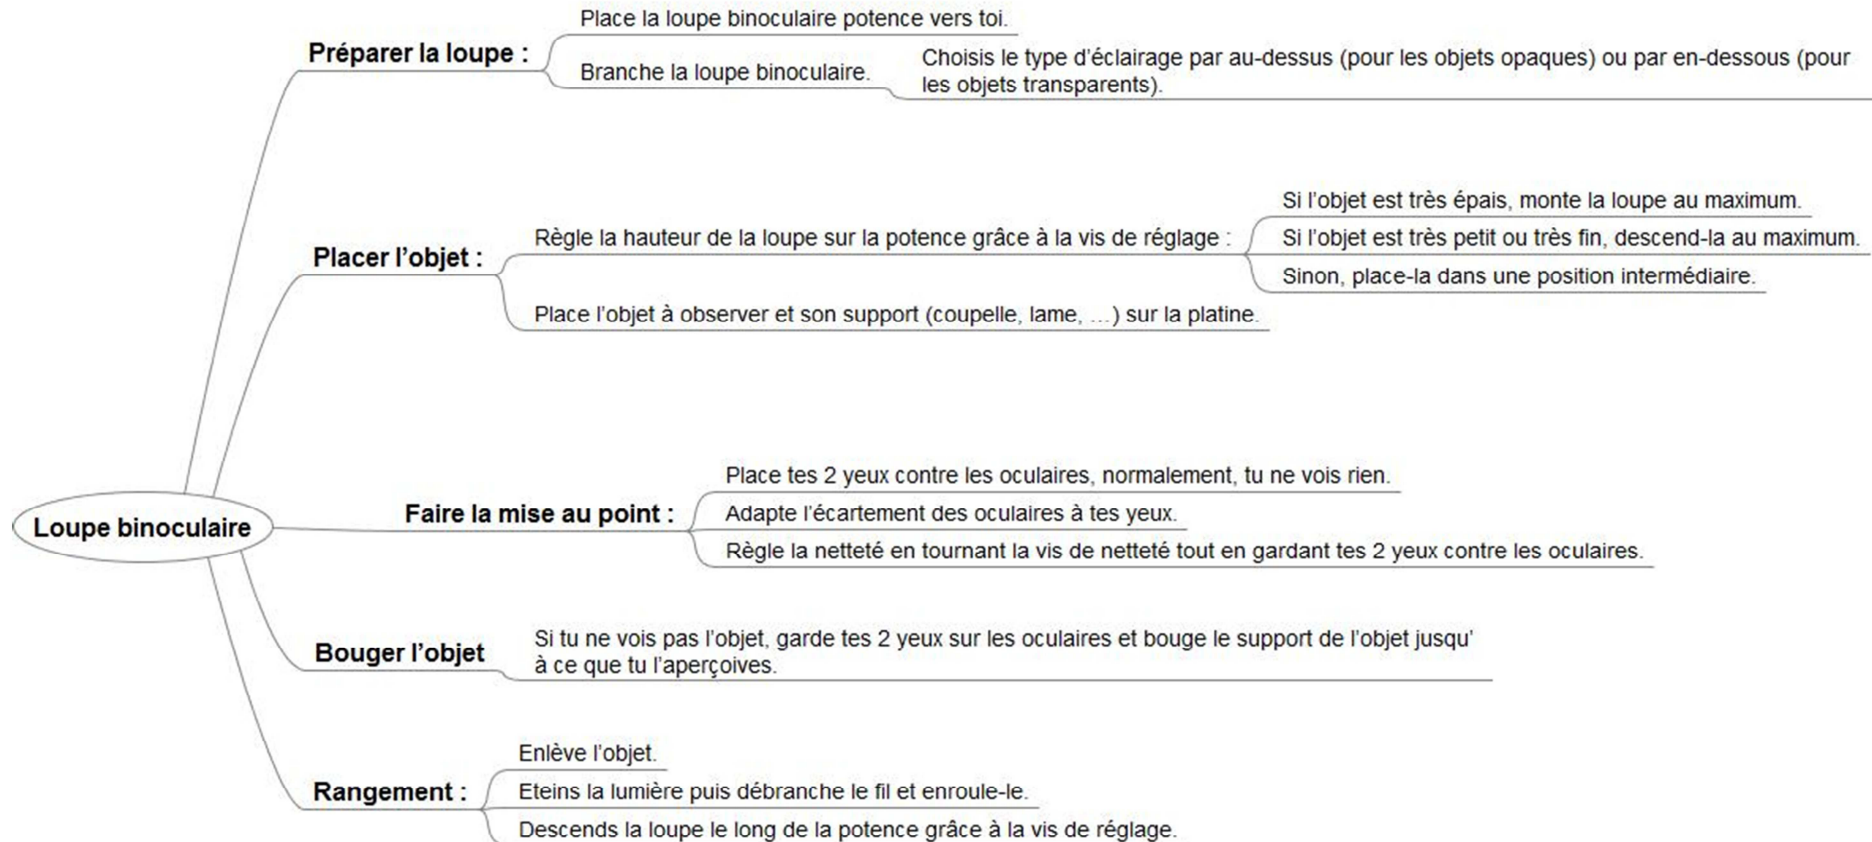 Loupe binoculaire
Préparer la loupe :
Place la loupe binoculaire potence vers toi.
Branche la loupe binoculaire.
Choisis le type d’éclairage par au-dessus (pour les objets opaques) ou par en-dessous (pour
les objets transparents).
Placer l’objet :
Règle la hauteur de la loupe sur la potence grâce à la vis de réglage :
Si l’objet est très épais, monte la loupe au maximum.
Si l’objet est très petit ou très fin, descend-la au maximum.
Sinon, place-la dans une position intermédiaire.
Place l’objet à observer et son support (coupelle, lame, …) sur la platine.
Faire la mise au point :
Place tes 2 yeux contre les oculaires, normalement, tu ne vois rien.
Adapte l’écartement des oculaires à tes yeux.
Règle la netteté en tournant la vis de netteté tout en gardant tes 2 yeux contre les oculaires.
Bouger l’objet
Si tu ne vois pas l’objet, garde tes 2 yeux sur les oculaires et bouge le support de l’objet jusqu’
à ce que tu l’aperçoives.
Rangement :
Enlève l’objet.
Eteins la lumière puis débranche le fil et enroule-le.
Descends la loupe le long de la potence grâce à la vis de réglage.